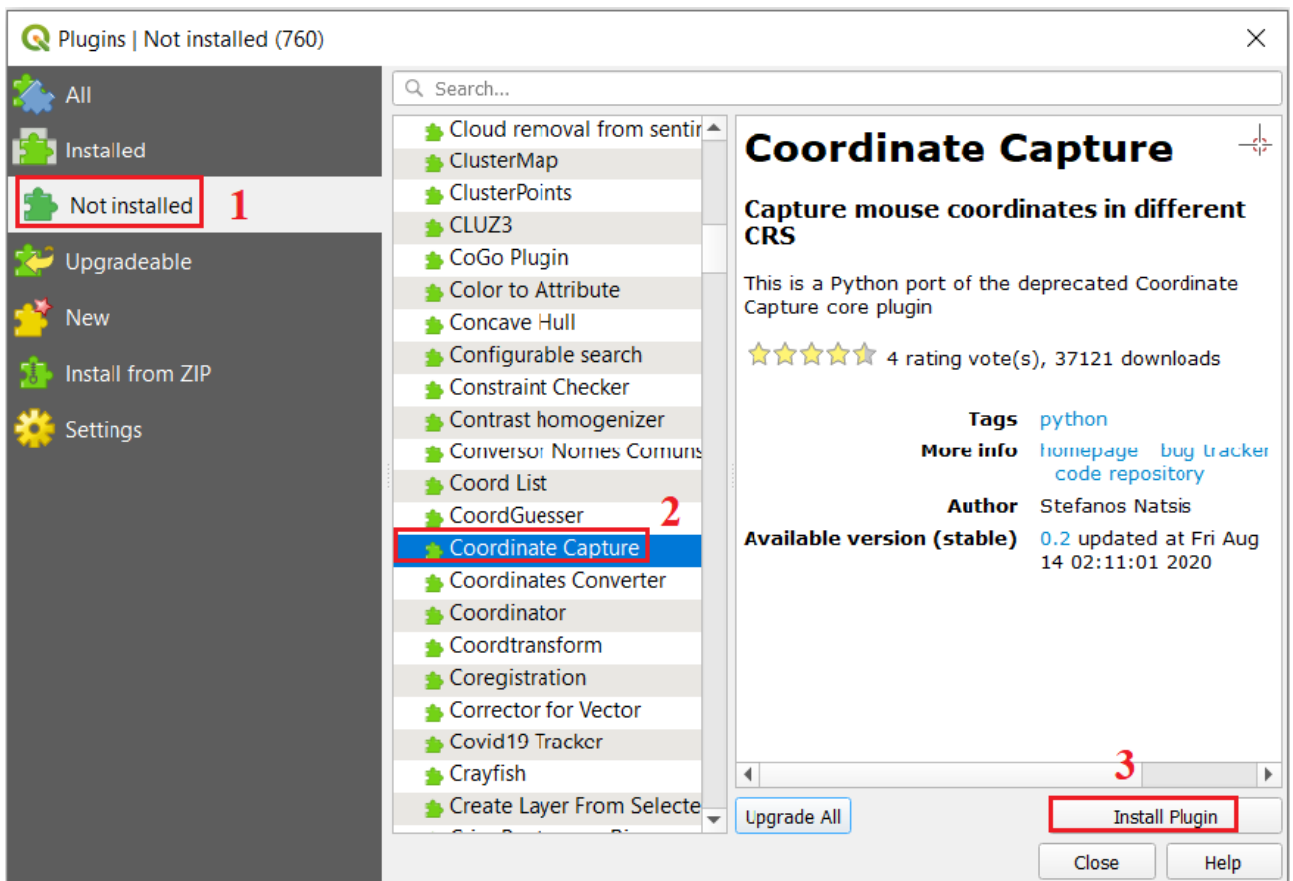 Plugins | Not installed (760)
All
Installed
Not installed
1
Upgradeable
New
Install from ZIP
Settings
Search...
Cloud removal from sentir
ClusterMap
ClusterPoints
CLUZ3
CoGo Plugin
Color to Attribute
Concave Hull
Configurable search
Constraint Checker
Contrast homogenizer
Conversor Nomes Comuns
Coord List
CoordGuesser
2
Coordinate Capture
Coordinates Converter
Coordinator
Coordtransform
Coregistration
Corrector for Vector
Covid19 Tracker
Crayfish
Create Layer From Selecte
Coordinate Capture
Capture mouse coordinates in different
CRS
This is a Python port of the deprecated Coordinate
Capture core plugin
4 rating vote(s), 37121 downloads
Tags python
More info homepage bug tracker
code repository
Author Stefanos Natsis
Available version (stable) 0.2 updated at Fri Aug
14 02:11:01 2020
3
Upgrade All
Install Plugin
Close
Help